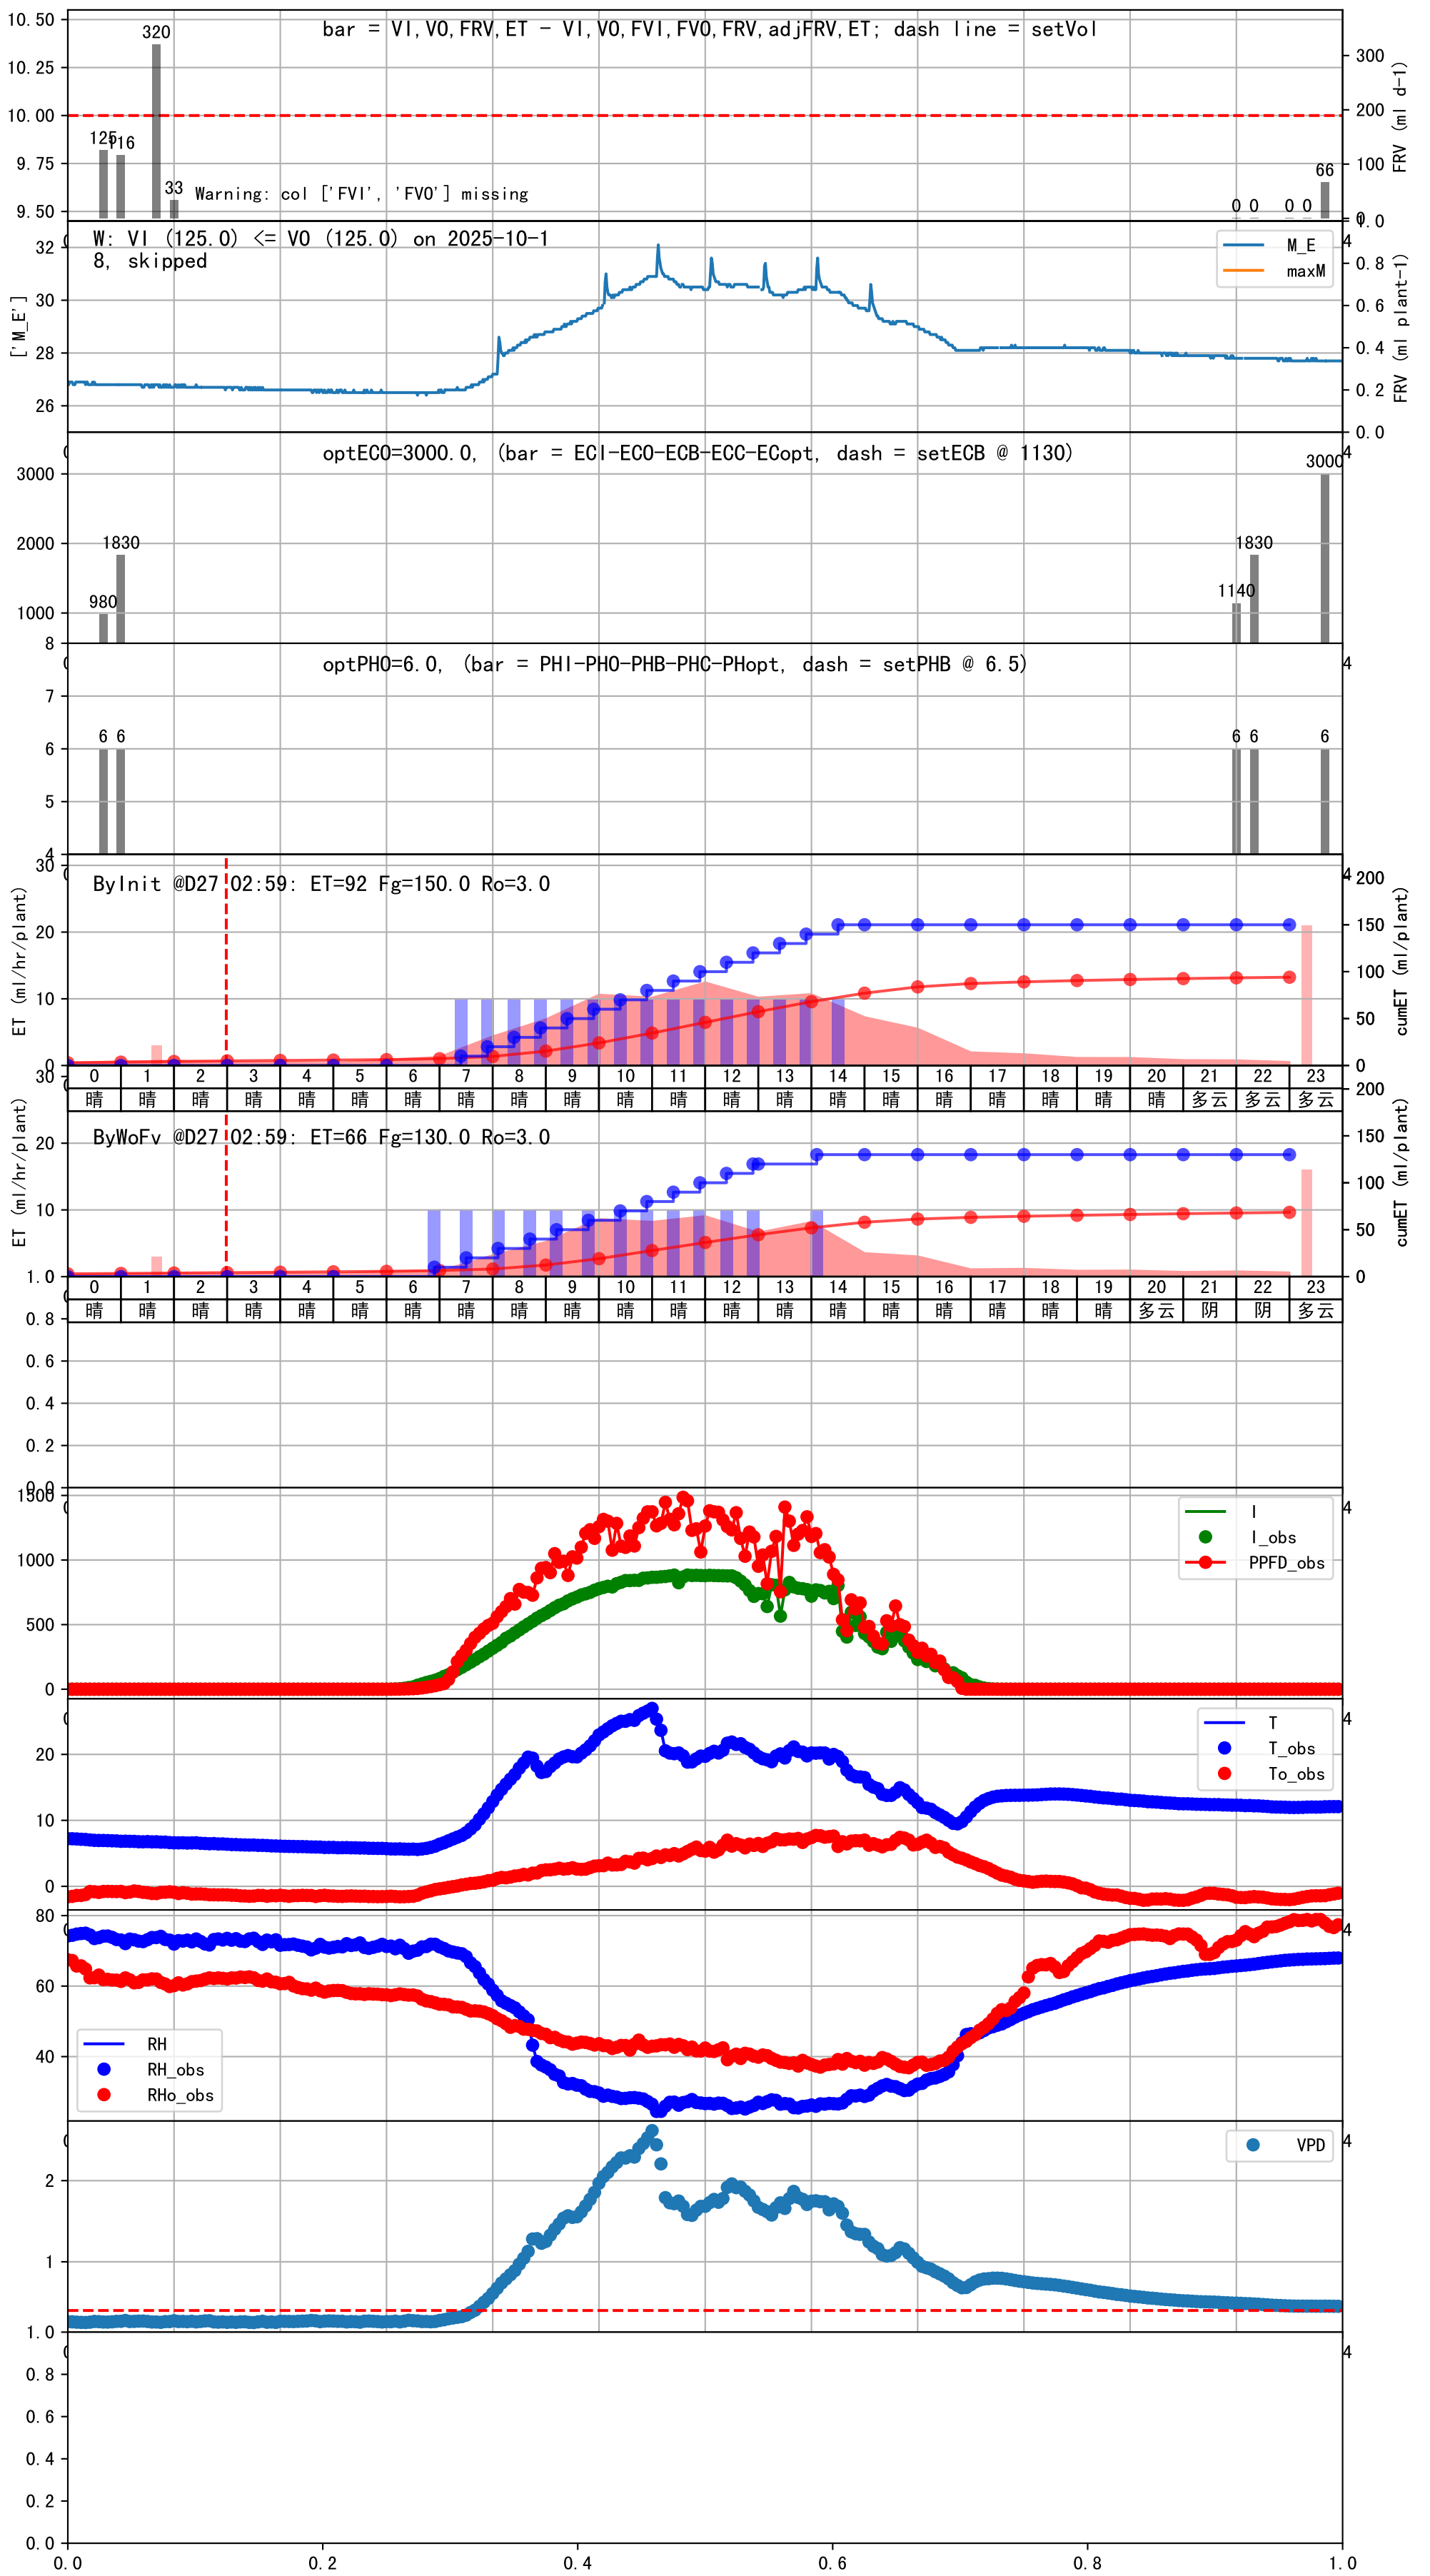 bar = VI,VO,FRV,ET - VI,VO,FVI,FVO,FRV,adjFRV,ET; dash line = setVol
10.50
10.25
10.00
9.75
9.50
320
125
116
33
Warning: col ['FVI', 'FVO'] missing
0 0 0 0
66
300
200
100
0
FRV (ml d-1)
W: VI (125.0) <= VO (125.0) on 2025-10-1
8, skipped
M_E
maxM
['M_E']
32
30
28
26
1.0
0.8
0.6
0.4
0.2
0.0
FRV (ml plant-1)
optECO=3000.0, (bar = ECI-ECO-ECB-ECC-ECopt, dash = setECB @ 1130)
3000
2000
1000
980
1830
1140
1830
3000
optPHO=6.0, (bar = PHI-PHO-PHB-PHC-PHopt, dash = setPHB @ 6.5)
8
7
6
5
4
6 6
6 6
6
ByInit @D27 02:59: ET=92 Fg=150.0 Ro=3.0
ET (ml/hr/plant)
30
20
10
0
200
150
100
50
0
cumET (ml/plant)
0 1 2 3 4 5 6 7 8 9 10 11 12 13 14 15 16 17 18 19 20 21 22 23
晴 晴 晴 晴 晴 晴 晴 晴 晴 晴 晴 晴 晴 晴 晴 晴 晴 晴 晴 晴 晴 多云 多云 多云
ByWoFv @D27 02:59: ET=66 Fg=130.0 Ro=3.0
ET (ml/hr/plant)
30
20
10
200
150
100
50
0
cumET (ml/plant)
0 1 2 3 4 5 6 7 8 9 10 11 12 13 14 15 16 17 18 19 20 21 22 23
晴 晴 晴 晴 晴 晴 晴 晴 晴 晴 晴 晴 晴 晴 晴 晴 晴 晴 晴 晴 多云 阴 阴 多云
1.0
0.8
0.6
0.4
0.2
0.0
1500
1000
500
0
I
I_obs
PPFD_obs
20
10
0
T
T_obs
To_obs
80
60
40
RH
RH_obs
RHo_obs
2
1
VPD
1.0
0.8
0.6
0.4
0.2
0.0
0.0 0.2 0.4 0.6 0.8 1.0